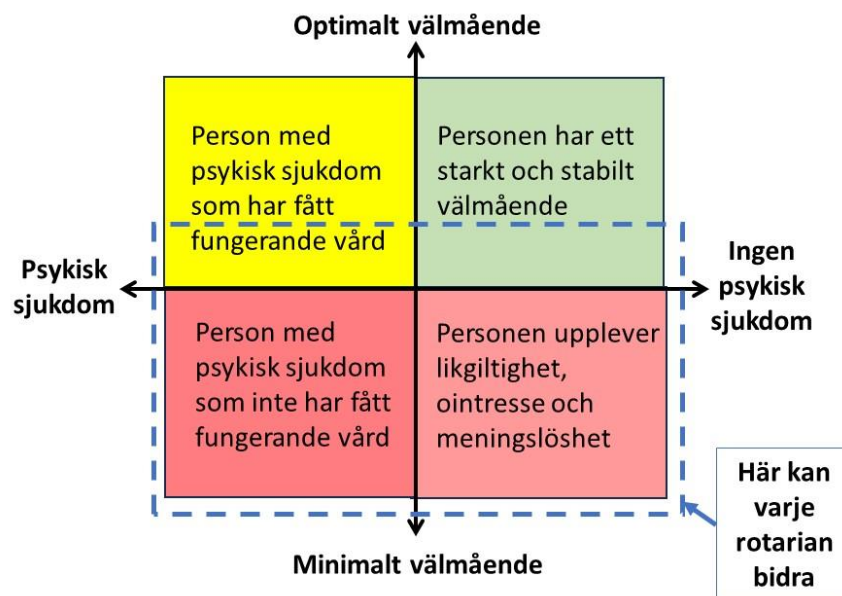 Optimalt välmående
Person med
psykisk sjukdom
som har fått
fungerande vård
Personen har ett
starkt och stabilt
välmående
Psykisk
sjukdom
Ingen
psykisk
sjukdom
Person med
psykisk sjukdom
som inte har fått
fungerande vård
Personen upplever
likgiltighet,
ointresse och
meningslöshet
Här kan
varje
rotarian
bidra
Minimalt välmående